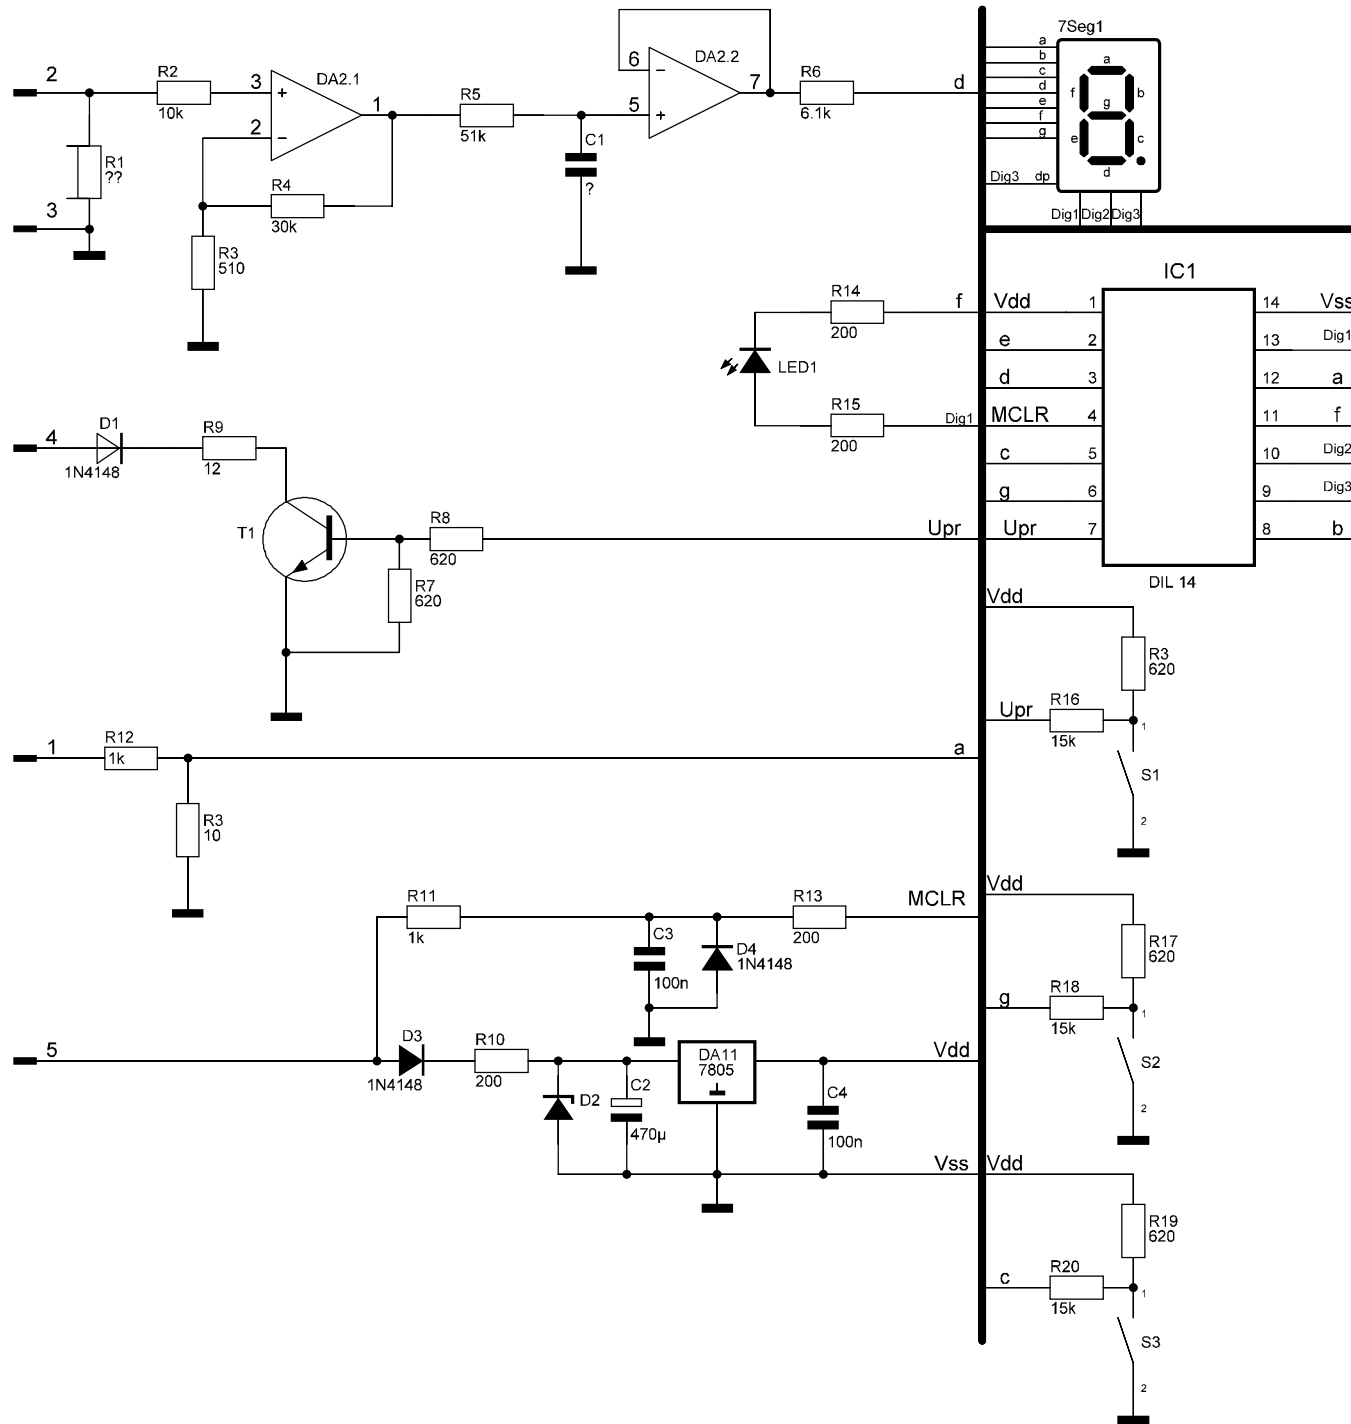 2
R2
10k
3
+
DA2.1
2
−
1
R1
??
3
R4
30k
R3
510
R5
51k
C1
?
6
−
DA2.2
5
+
7
R6
6.1k
d
7Seg1
a
b
c
d
e
f
g
Dig3 dp
a
f
b
g
e
c
d
Dig1 Dig2 Dig3
IC1
Vdd 1
e 2
d 3
MCLR 4
c 5
g 6
Upr 7
14 Vss
13 Dig1
12 a
11 f
10 Dig2
9 Dig3
8 b
DIL 14
R14
200
f
LED1
R15
200
Dig1
4
D1
1N4148
R9
12
T1
R8
620
R7
620
Upr
Vdd
R3
620
Upr
R16
15k
1
S1
2
1
R12
1k
a
R3
10
R11
1k
C3
100n
D4
1N4148
R13
200
MCLR
Vdd
R17
620
g
R18
15k
1
S2
2
5
D3
1N4148
R10
200
D2
C2
470µ
DA11
7805
C4
100n
Vdd
Vss
Vdd
R19
620
c
R20
15k
1
S3
2